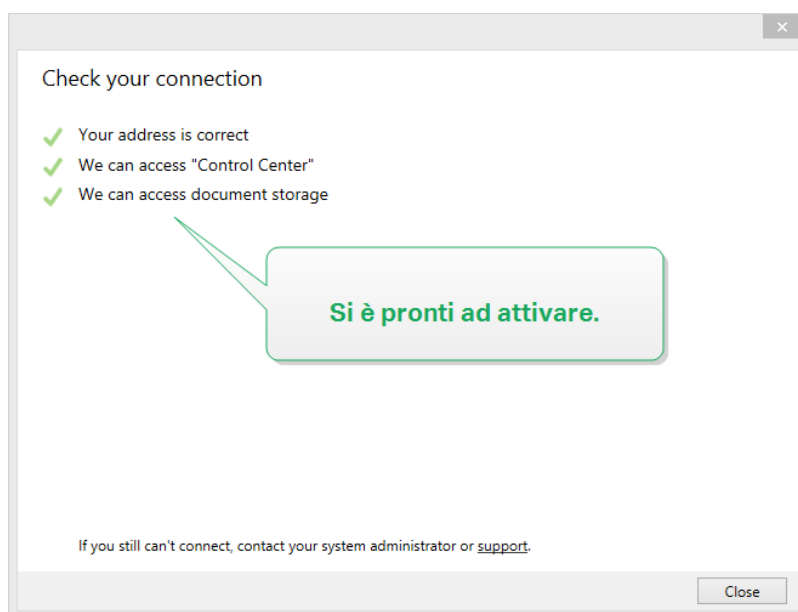 Check your connection
Your address is correct
We can access "Control Center"
We can access document storage
Si è pronti ad attivare.
If you still can't connect, contact your system administrator or support.
Close